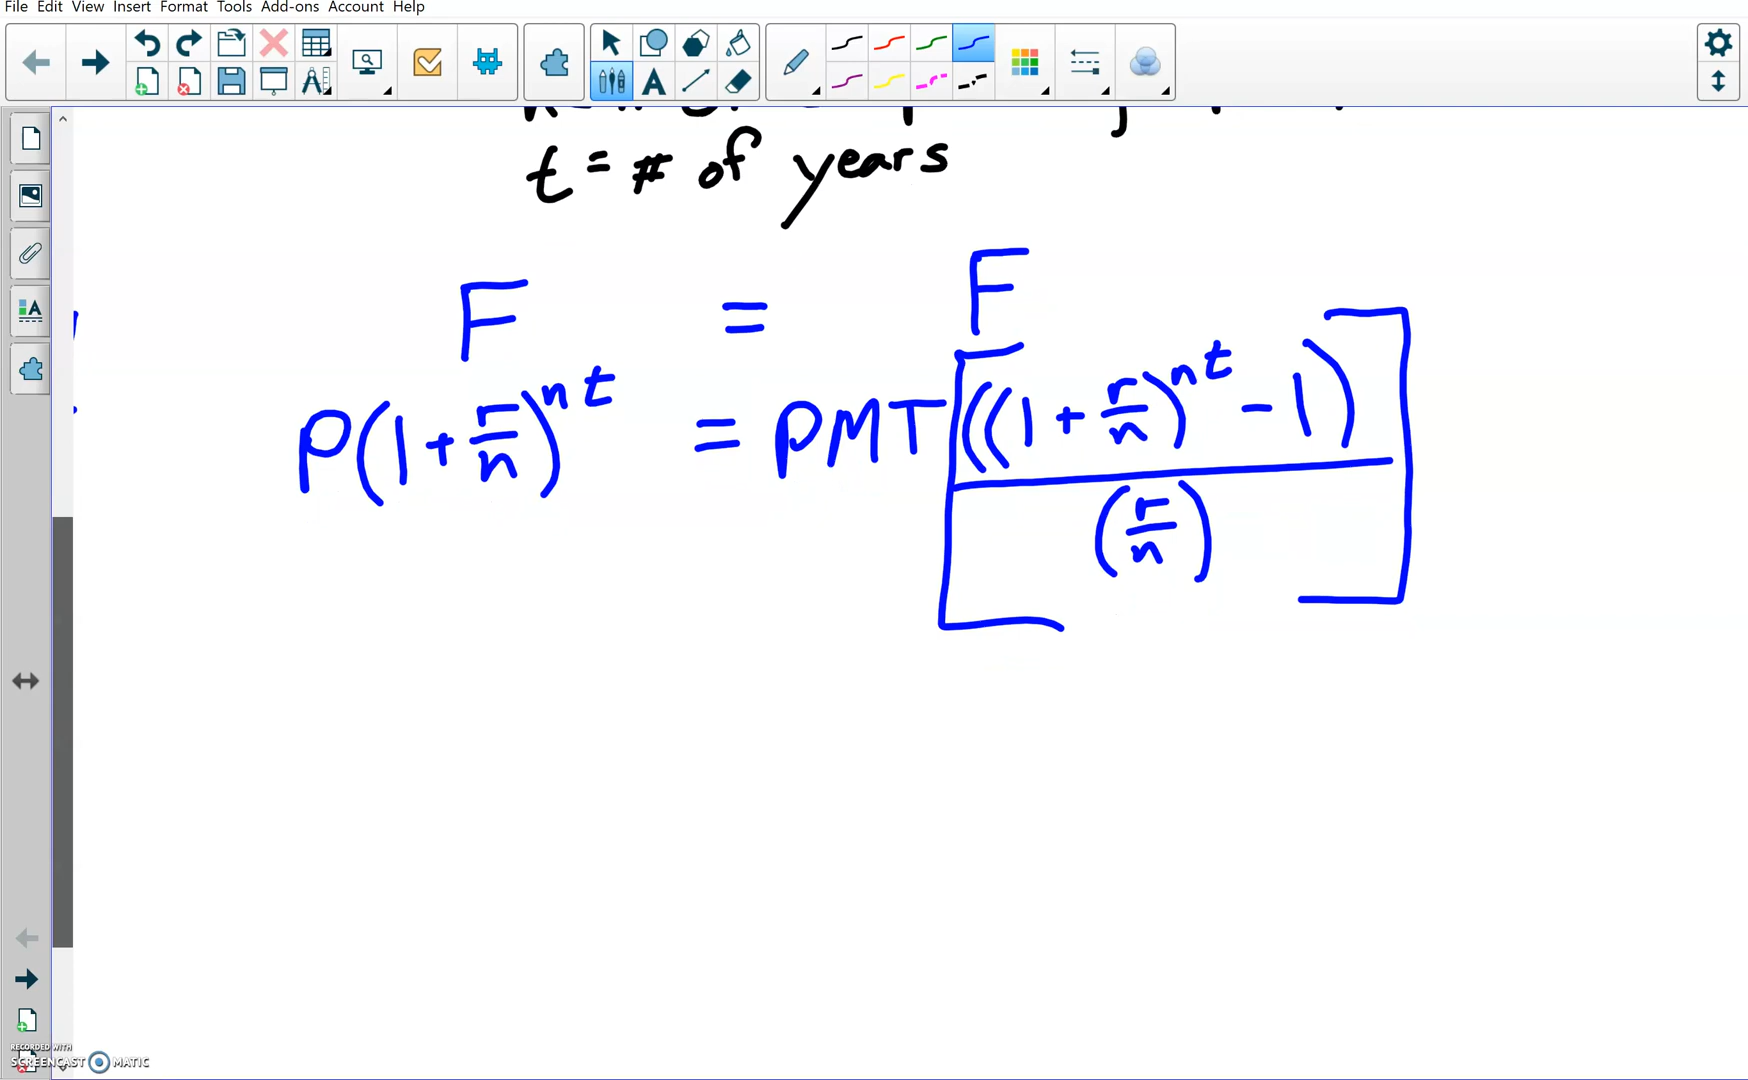 File Edit View Insert Format Tools Add-ons Account Help
t = # of years
F = F
P(1 + r/n)^nt = PMT[((1 + r/n)^nt - 1) / (r/n)]
RECORDED WITH
SCREENCAST MATIC